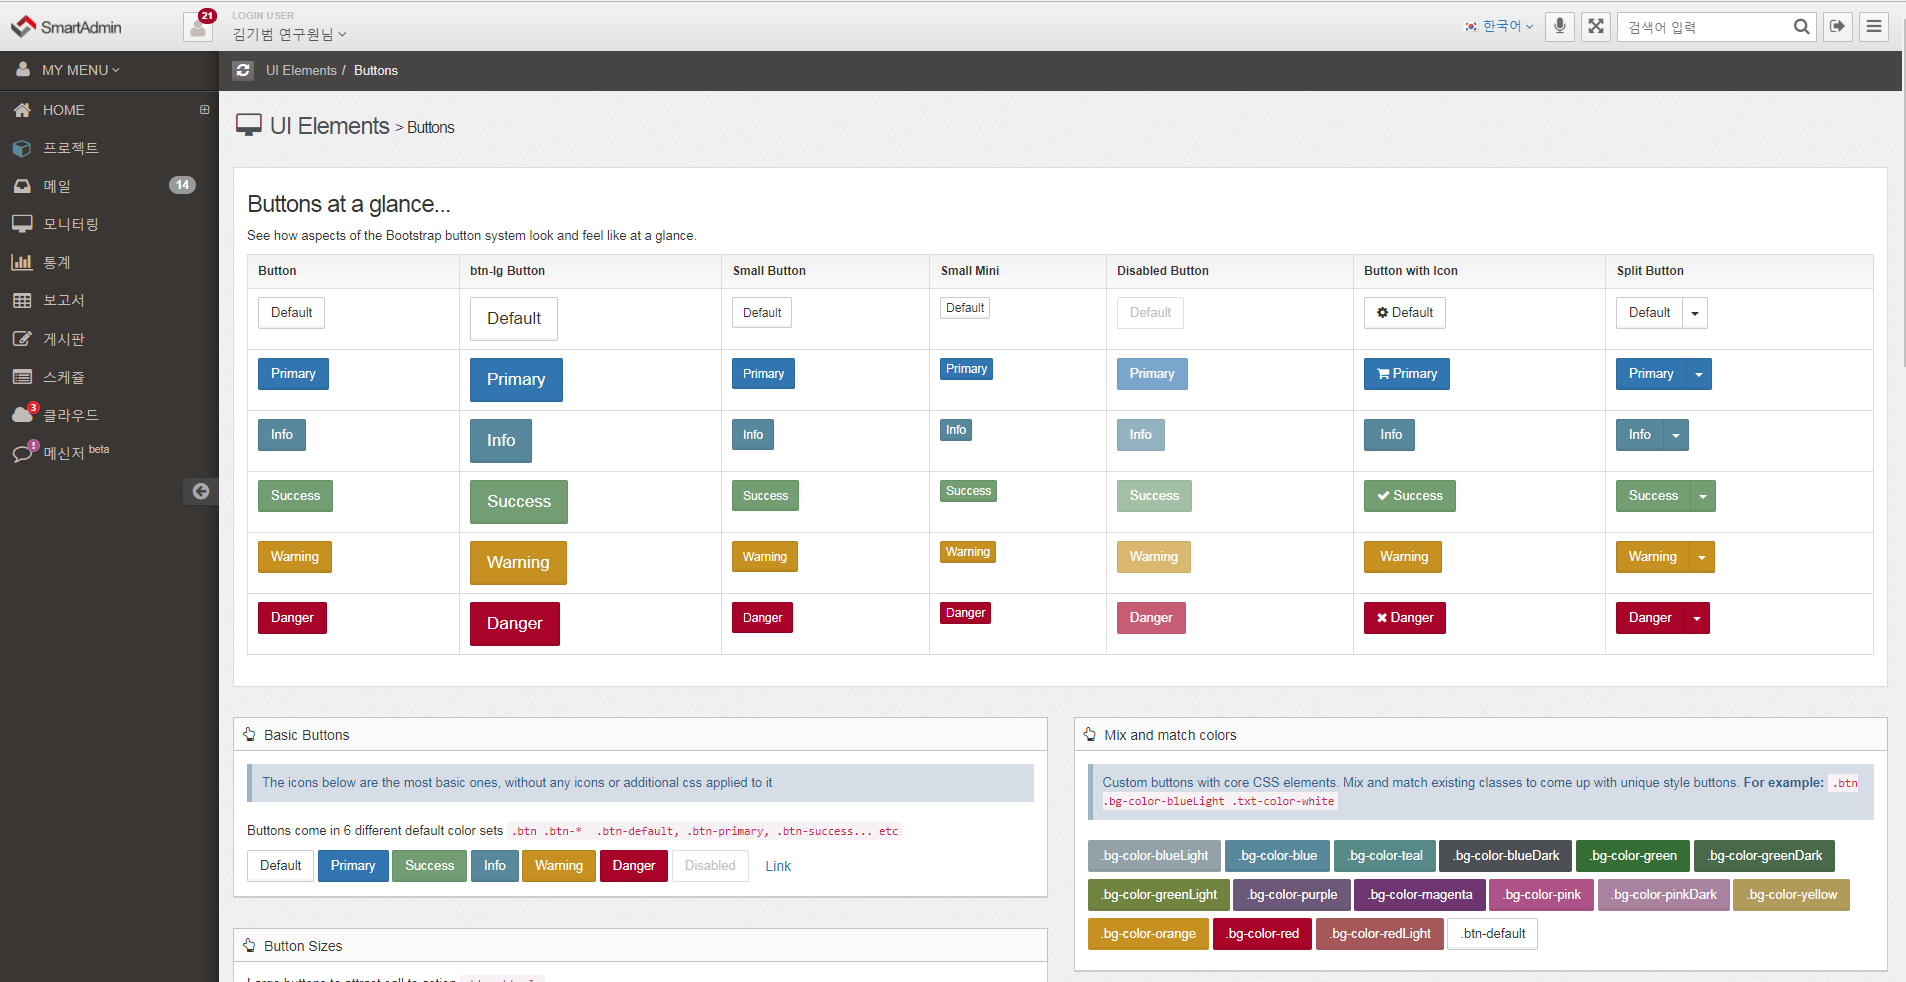 SmartAdmin
21
LOGIN USER
김기범 연구원님
한국어
검색어 입력
MY MENU
UI Elements / Buttons
HOME
프로젝트
메일 14
모니터링
통계
보고서
게시판
스케쥴
3 클라우드
! 메신저 beta
UI Elements > Buttons
Buttons at a glance...
See how aspects of the Bootstrap button system look and feel like at a glance.
Button btn-lg Button Small Button Small Mini Disabled Button Button with Icon Split Button
Default Default Default Default Default Default Default
Primary Primary Primary Primary Primary Primary Primary
Info Info Info Info Info Info Info
Success Success Success Success Success Success Success
Warning Warning Warning Warning Warning Warning Warning
Danger Danger Danger Danger Danger Danger Danger
Basic Buttons
The icons below are the most basic ones, without any icons or additional css applied to it
Buttons come in 6 different default color sets .btn .btn-* .btn-default, .btn-primary, .btn-success... etc
Default Primary Success Info Warning Danger Disabled Link
Button Sizes
Mix and match colors
Custom buttons with core CSS elements. Mix and match existing classes to come up with unique style buttons. For example: .btn
.bg-color-blueLight .txt-color-white
.bg-color-blueLight .bg-color-blue .bg-color-teal .bg-color-blueDark .bg-color-green .bg-color-greenDark
.bg-color-greenLight .bg-color-purple .bg-color-magenta .bg-color-pink .bg-color-pinkDark .bg-color-yellow
.bg-color-orange .bg-color-red .bg-color-redLight .btn-default